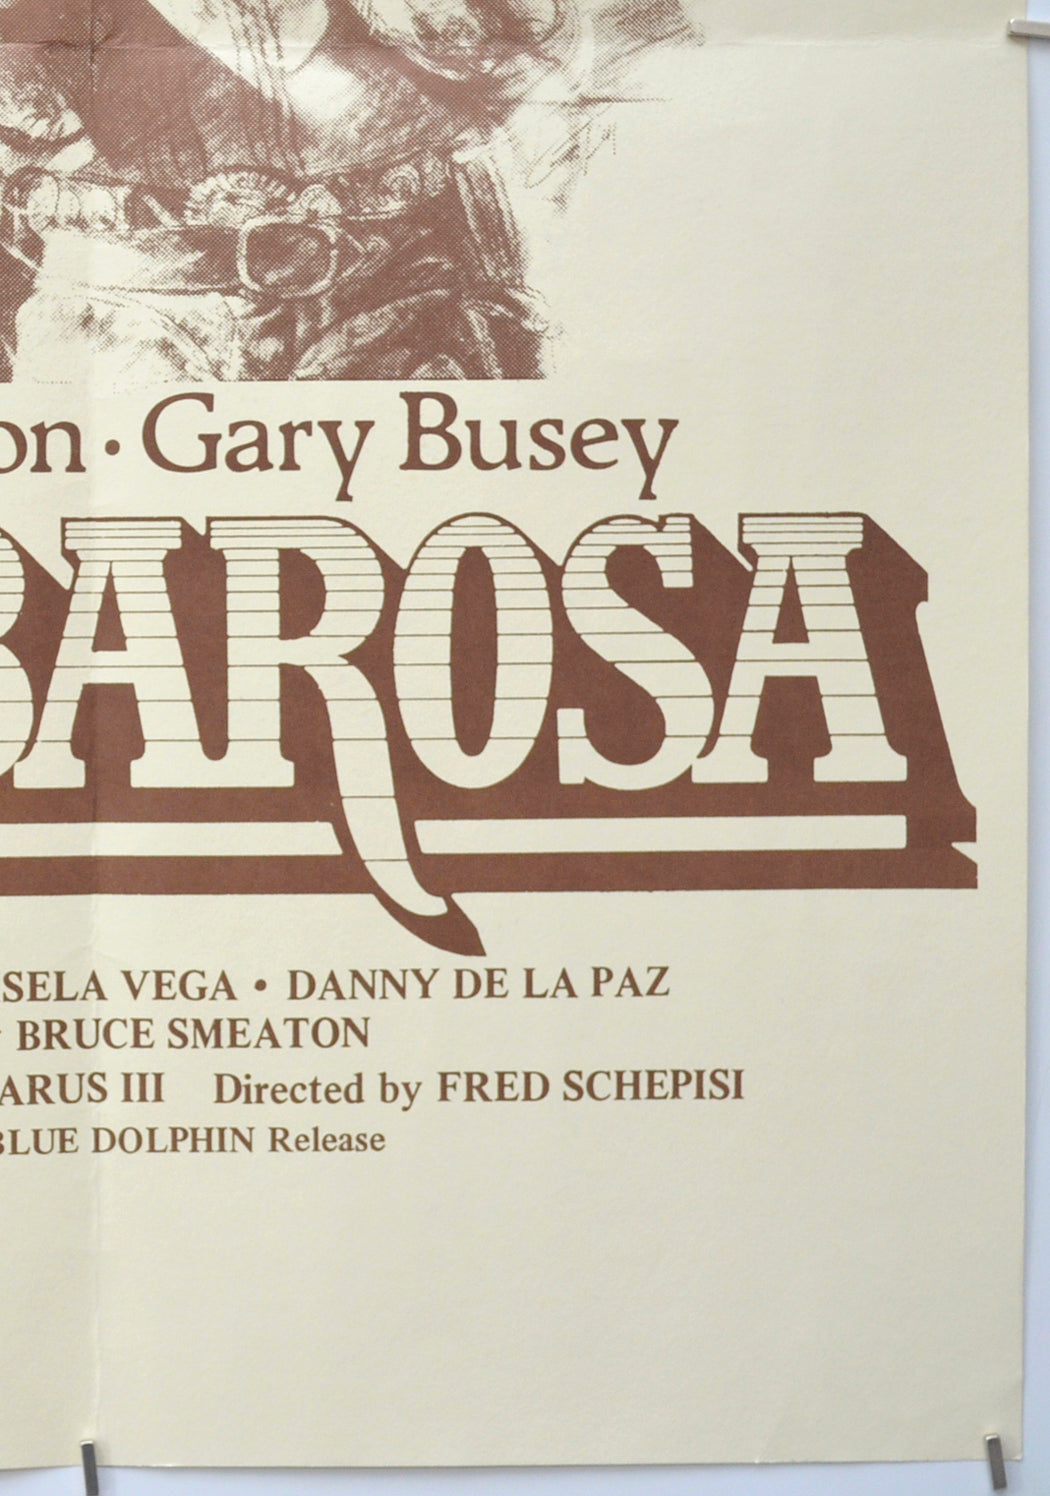 on · Gary Busey
BAROSA
SELA VEGA • DANNY DE LA PAZ
BRUCE SMEATON
ARUS III Directed by FRED SCHEPISI
BLUE DOLPHIN Release